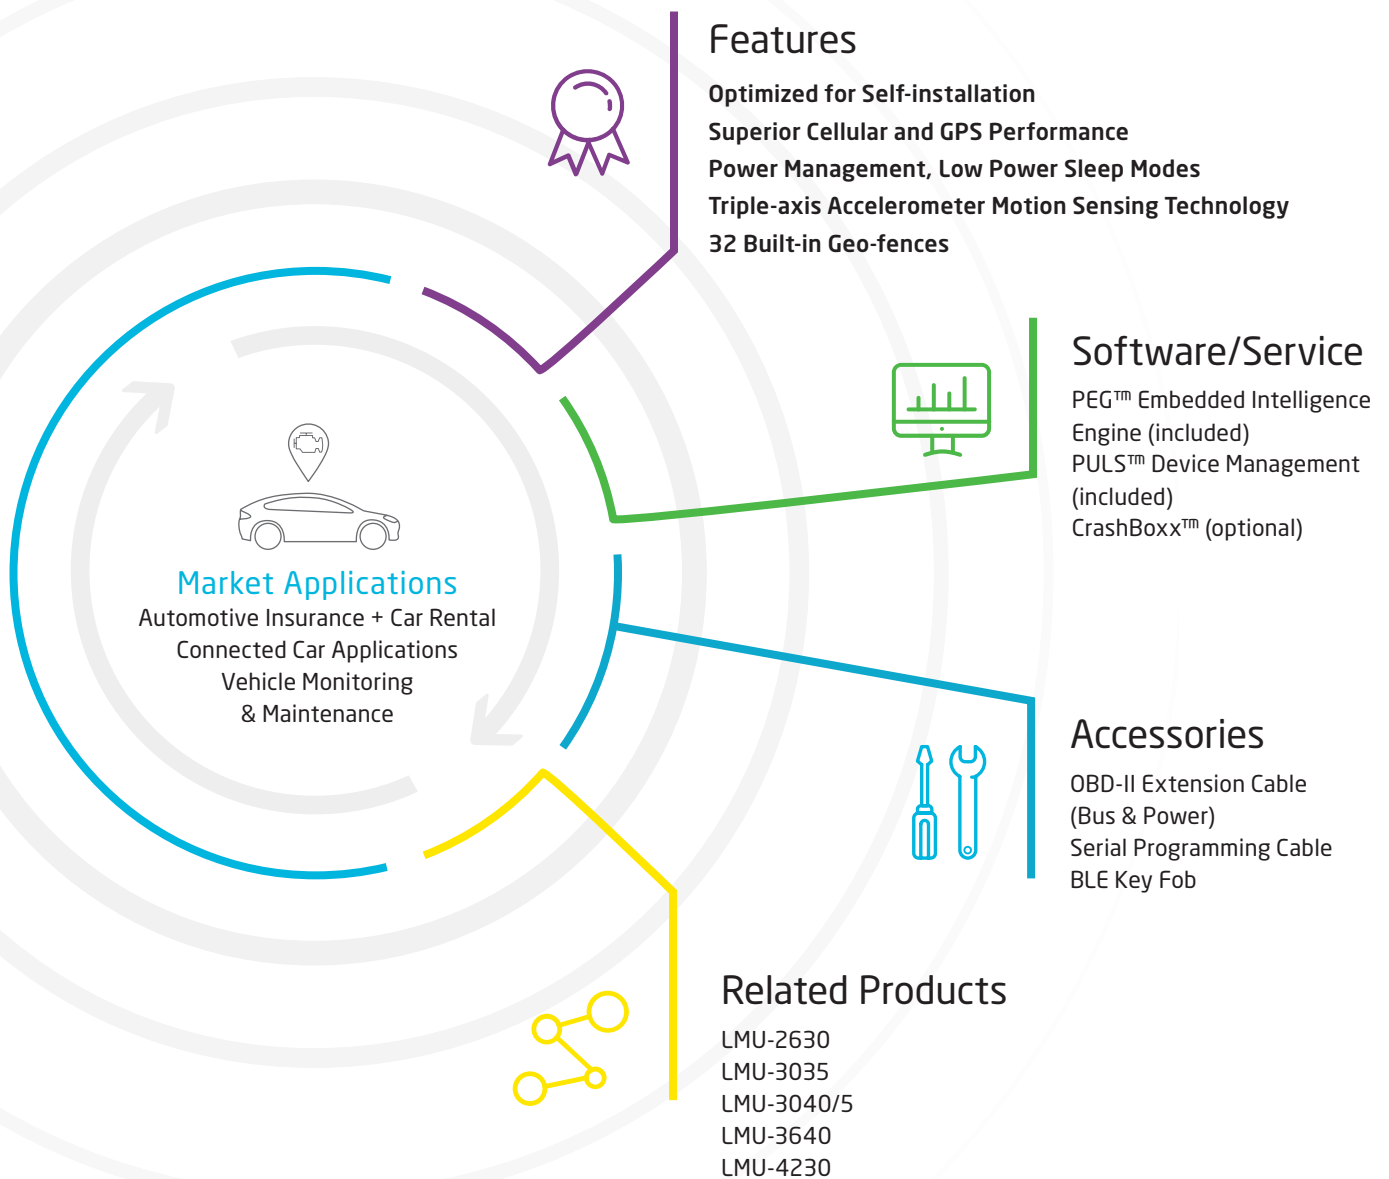 Features
Optimized for Self-installation
Superior Cellular and GPS Performance
Power Management, Low Power Sleep Modes
Triple-axis Accelerometer Motion Sensing Technology
32 Built-in Geo-fences
Software/Service
PEG™ Embedded Intelligence
Engine (included)
PULS™ Device Management
(included)
CrashBoxx™ (optional)
Market Applications
Automotive Insurance + Car Rental
Connected Car Applications
Vehicle Monitoring
& Maintenance
Accessories
OBD-II Extension Cable
(Bus & Power)
Serial Programming Cable
BLE Key Fob
Related Products
LMU-2630
LMU-3035
LMU-3040/5
LMU-3640
LMU-4230